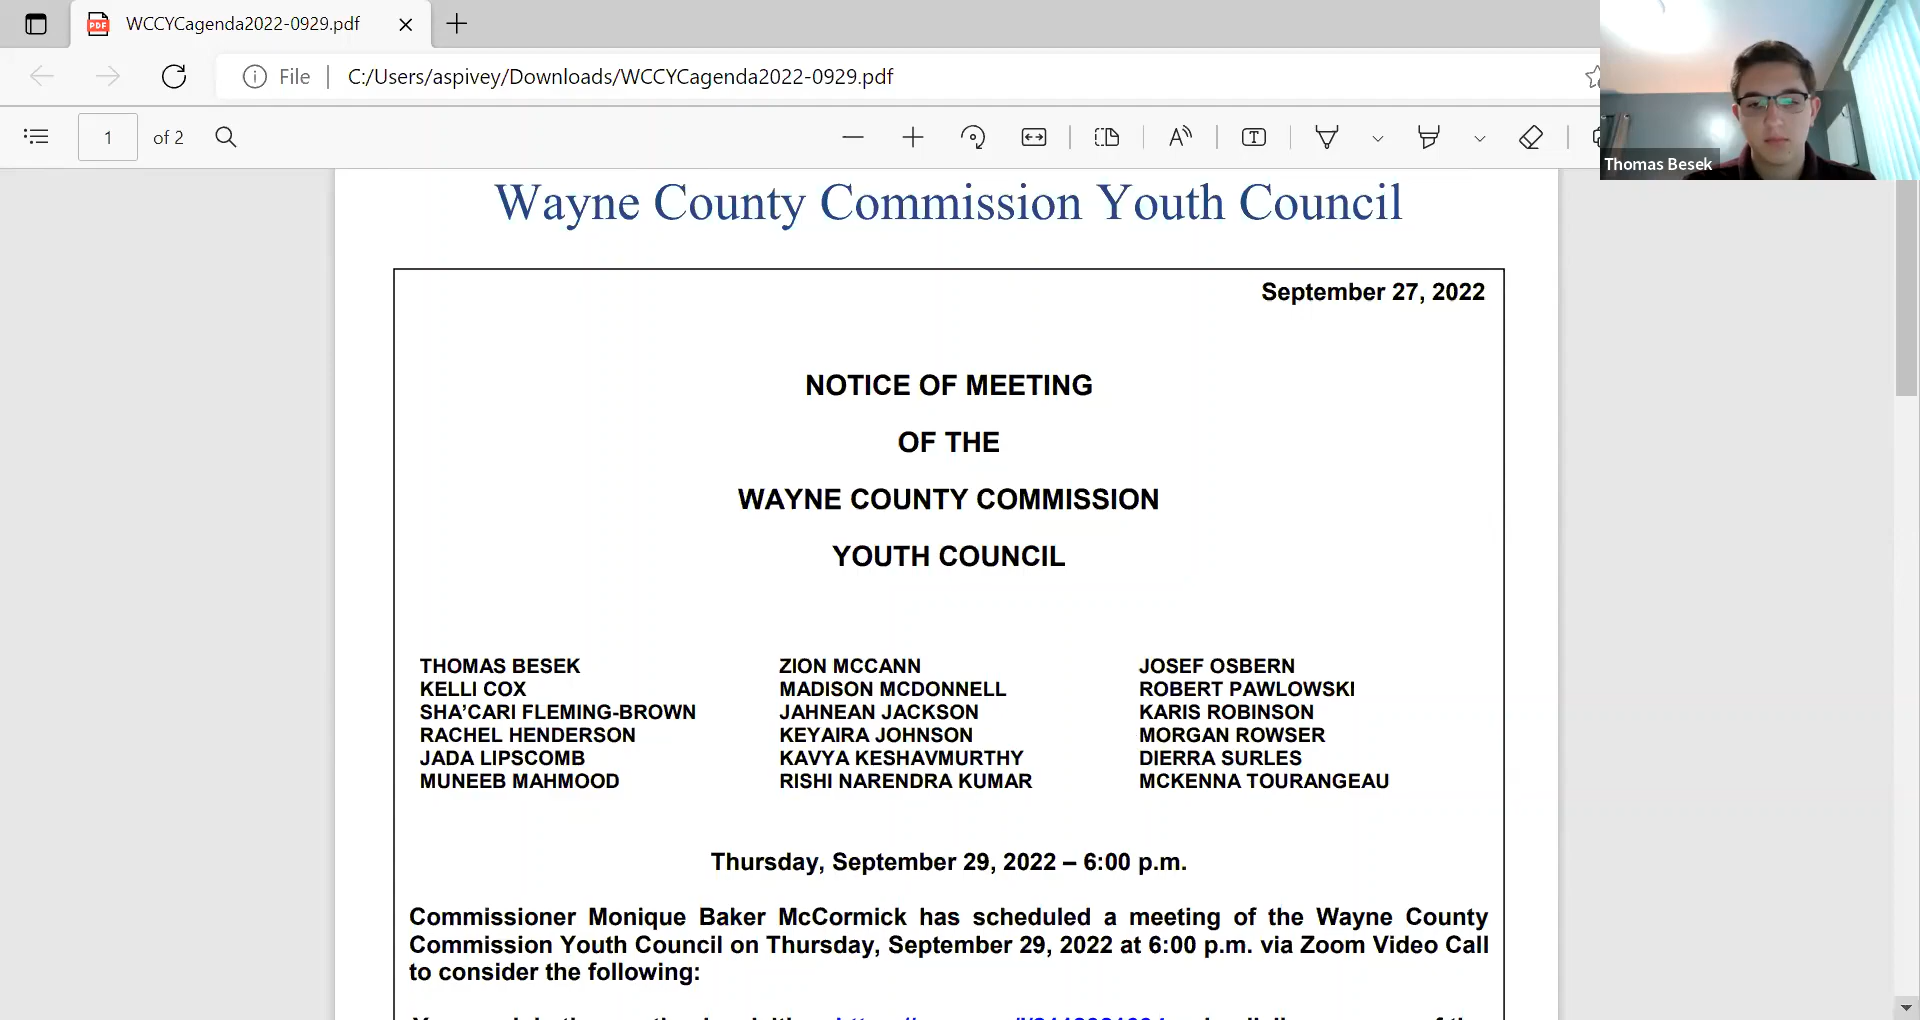 WCCYCagenda2022-0929.pdf
File
C:/Users/aspivey/Downloads/WCCYCagenda2022-0929.pdf
1 of 2
Thomas Besek
Wayne County Commission Youth Council
September 27, 2022
NOTICE OF MEETING
OF THE
WAYNE COUNTY COMMISSION
YOUTH COUNCIL
THOMAS BESEK ZION MCCANN JOSEF OSBERN
KELLI COX MADISON MCDONNELL ROBERT PAWLOWSKI
SHA’CARI FLEMING-BROWN JAHNEAN JACKSON KARIS ROBINSON
RACHEL HENDERSON KEYAIRA JOHNSON MORGAN ROWSER
JADA LIPSCOMB KAVYA KESHAVMURTHY DIERRA SURLES
MUNEEB MAHMOOD RISHI NARENDRA KUMAR MCKENNA TOURANGEAU
Thursday, September 29, 2022 – 6:00 p.m.
Commissioner Monique Baker McCormick has scheduled a meeting of the Wayne County
Commission Youth Council on Thursday, September 29, 2022 at 6:00 p.m. via Zoom Video Call
to consider the following: